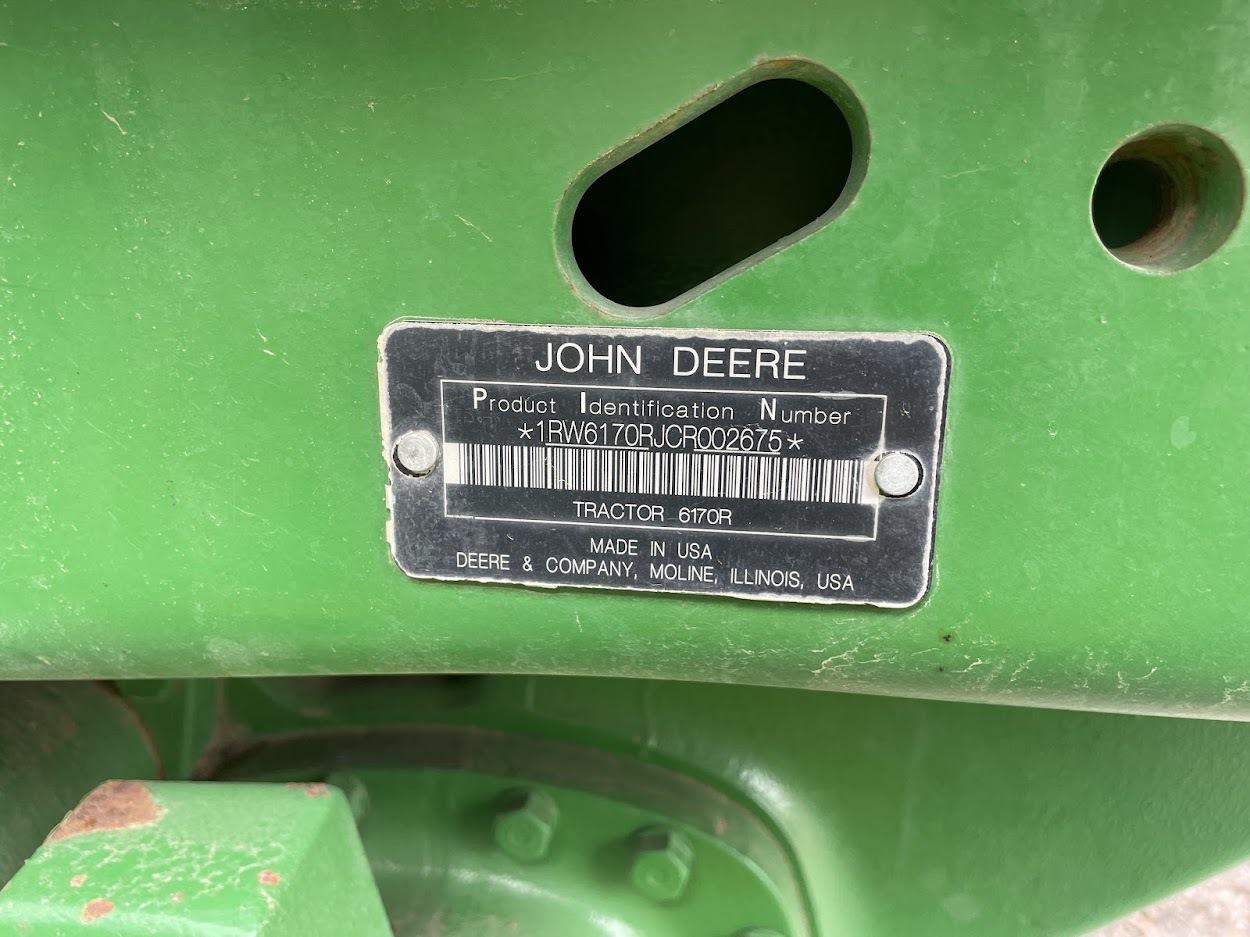 JOHN DEERE
Product Identification Number
*1RW6170RJCR002675*
TRACTOR 6170R
MADE IN USA
DEERE & COMPANY, MOLINE, ILLINOIS, USA